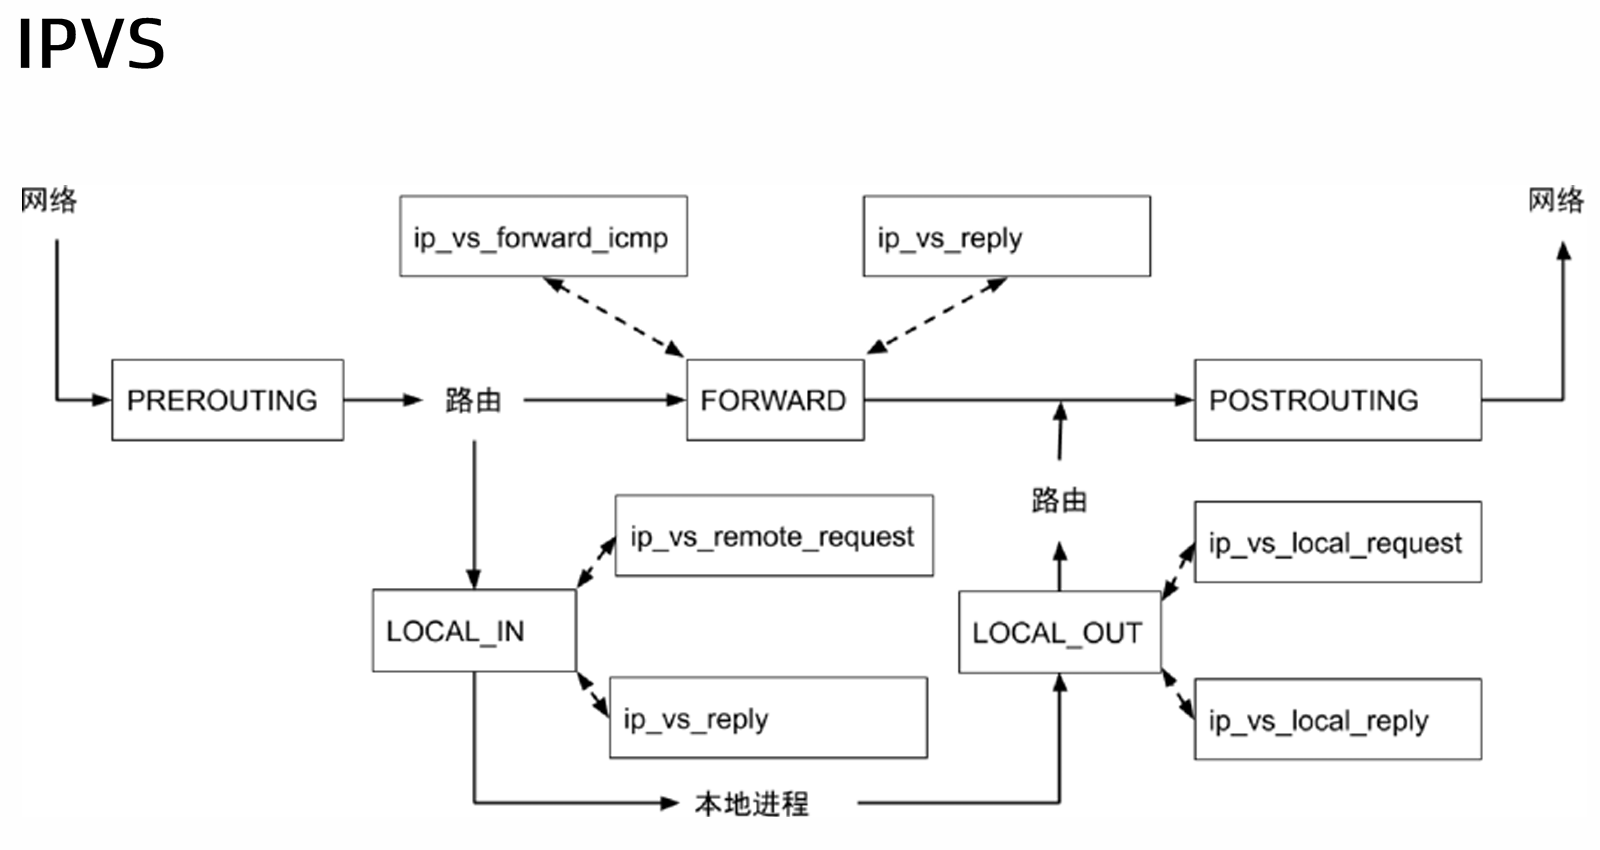 IPVS
网络
网络
ip_vs_forward_icmp
ip_vs_reply
PREROUTING
路由
FORWARD
POSTROUTING
路由
ip_vs_remote_request
ip_vs_local_request
LOCAL_IN
LOCAL_OUT
ip_vs_reply
ip_vs_local_reply
本地进程